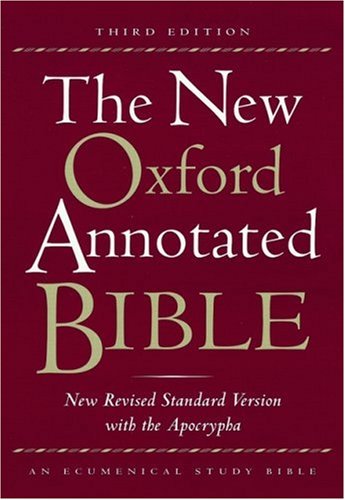 THIRD EDITION
The New
Oxford
Annotated
BIBLE
New Revised Standard Version
with the Apocrypha
AN ECUMENICAL STUDY BIBLE